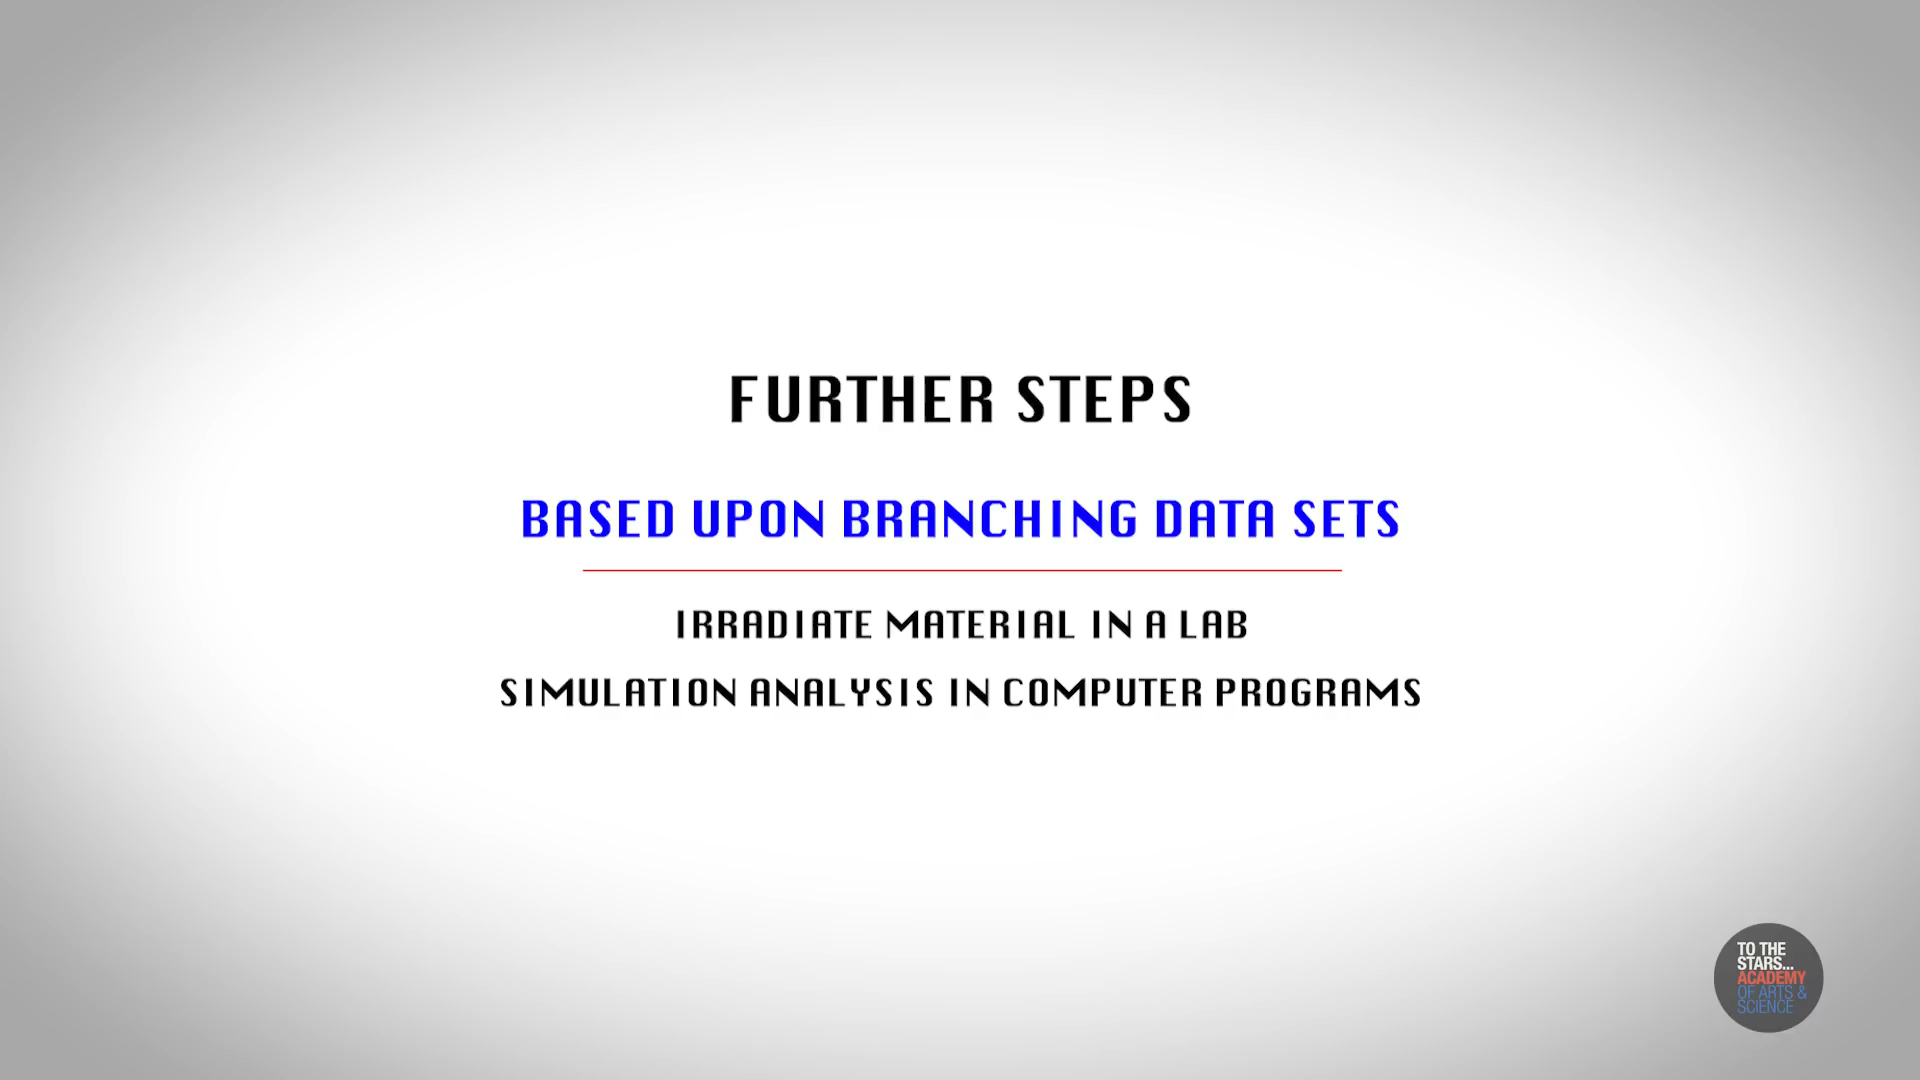 FURTHER STEPS
BASED UPON BRANCHING DATA SETS
IRRADIATE MATERIAL IN A LAB
SIMULATION ANALYSIS IN COMPUTER PROGRAMS
TO THE
STARS...
ACADEMY
OF ARTS &
SCIENCE